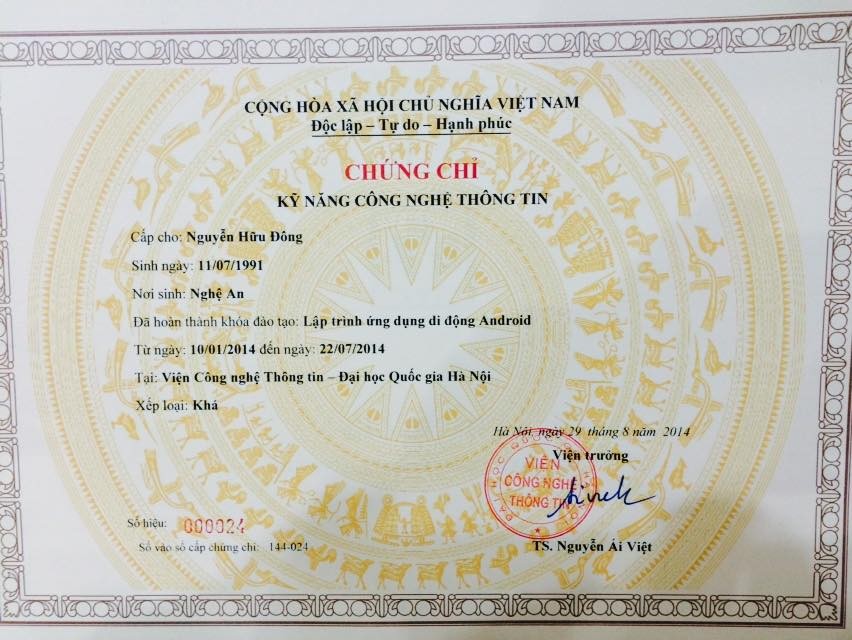 CỘNG HÒA XÃ HỘI CHỦ NGHĨA VIỆT NAM
Độc lập – Tự do – Hạnh phúc
CHỨNG CHỈ
KỸ NĂNG CÔNG NGHỆ THÔNG TIN
Cấp cho: Nguyễn Hữu Đông
Sinh ngày: 11/07/1991
Nơi sinh: Nghệ An
Đã hoàn thành khóa đào tạo: Lập trình ứng dụng di động Android
Từ ngày: 10/01/2014 đến ngày: 22/07/2014
Tại: Viện Công nghệ Thông tin – Đại học Quốc gia Hà Nội
Xếp loại: Khá
Hà Nội, ngày 29 tháng 8 năm 2014
Viện trưởng
VIỆN
CÔNG NGHỆ
THÔNG TIN
Số hiệu: 000024
Số vào sổ cấp chứng chỉ: 144-024
TS. Nguyễn Ái Việt